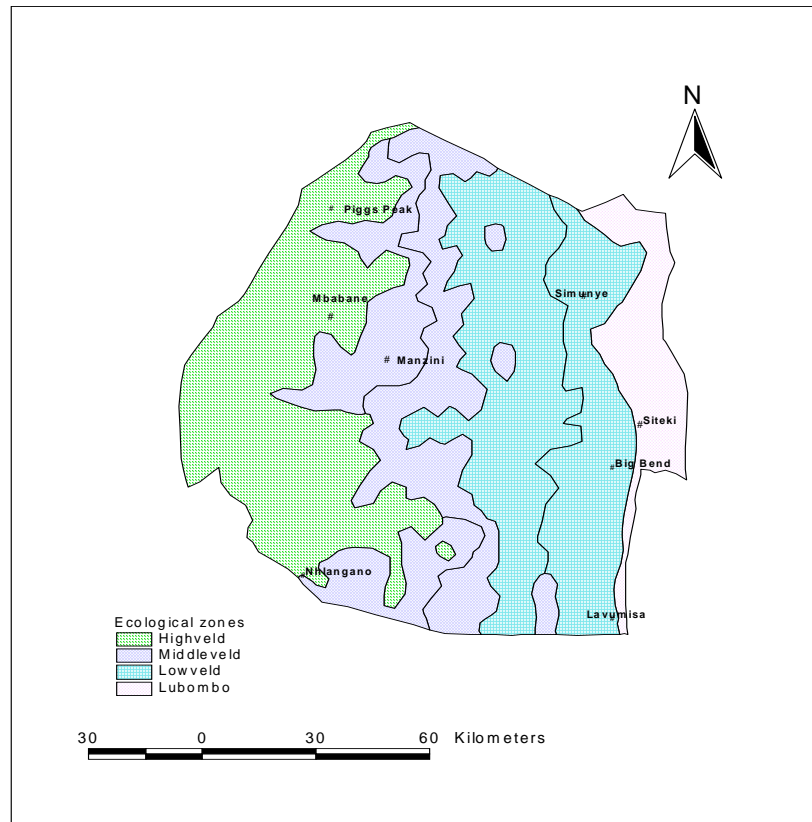 N
# Piggs Peak
Mbabane
#
Simunye
#
# Manzini
# Siteki
# Big Bend
# Nhlangano
Lavumisa
#
Ecological zones
Highveld
Middleveld
Lowveld
Lubombo
30 0 30 60 Kilometers